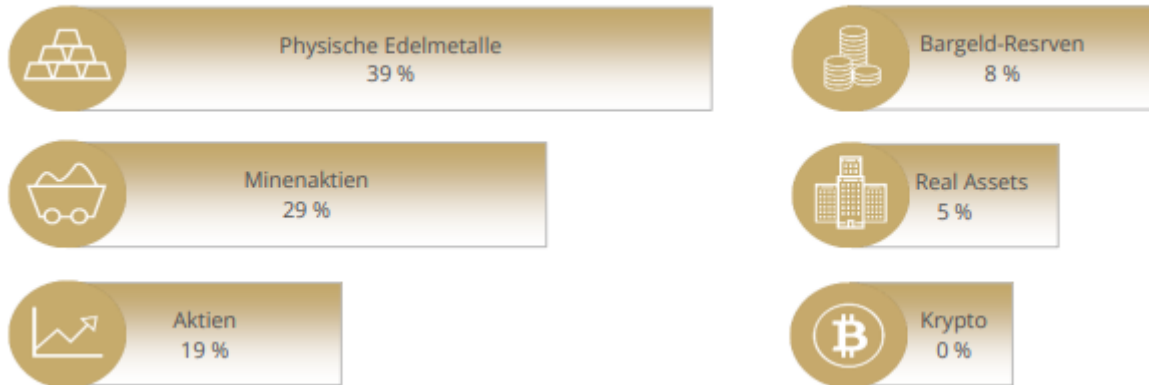 Physische Edelmetalle
39 %
Minenaktien
29 %
Aktien
19 %
Bargeld-Resrven
8 %
Real Assets
5 %
Krypto
0 %